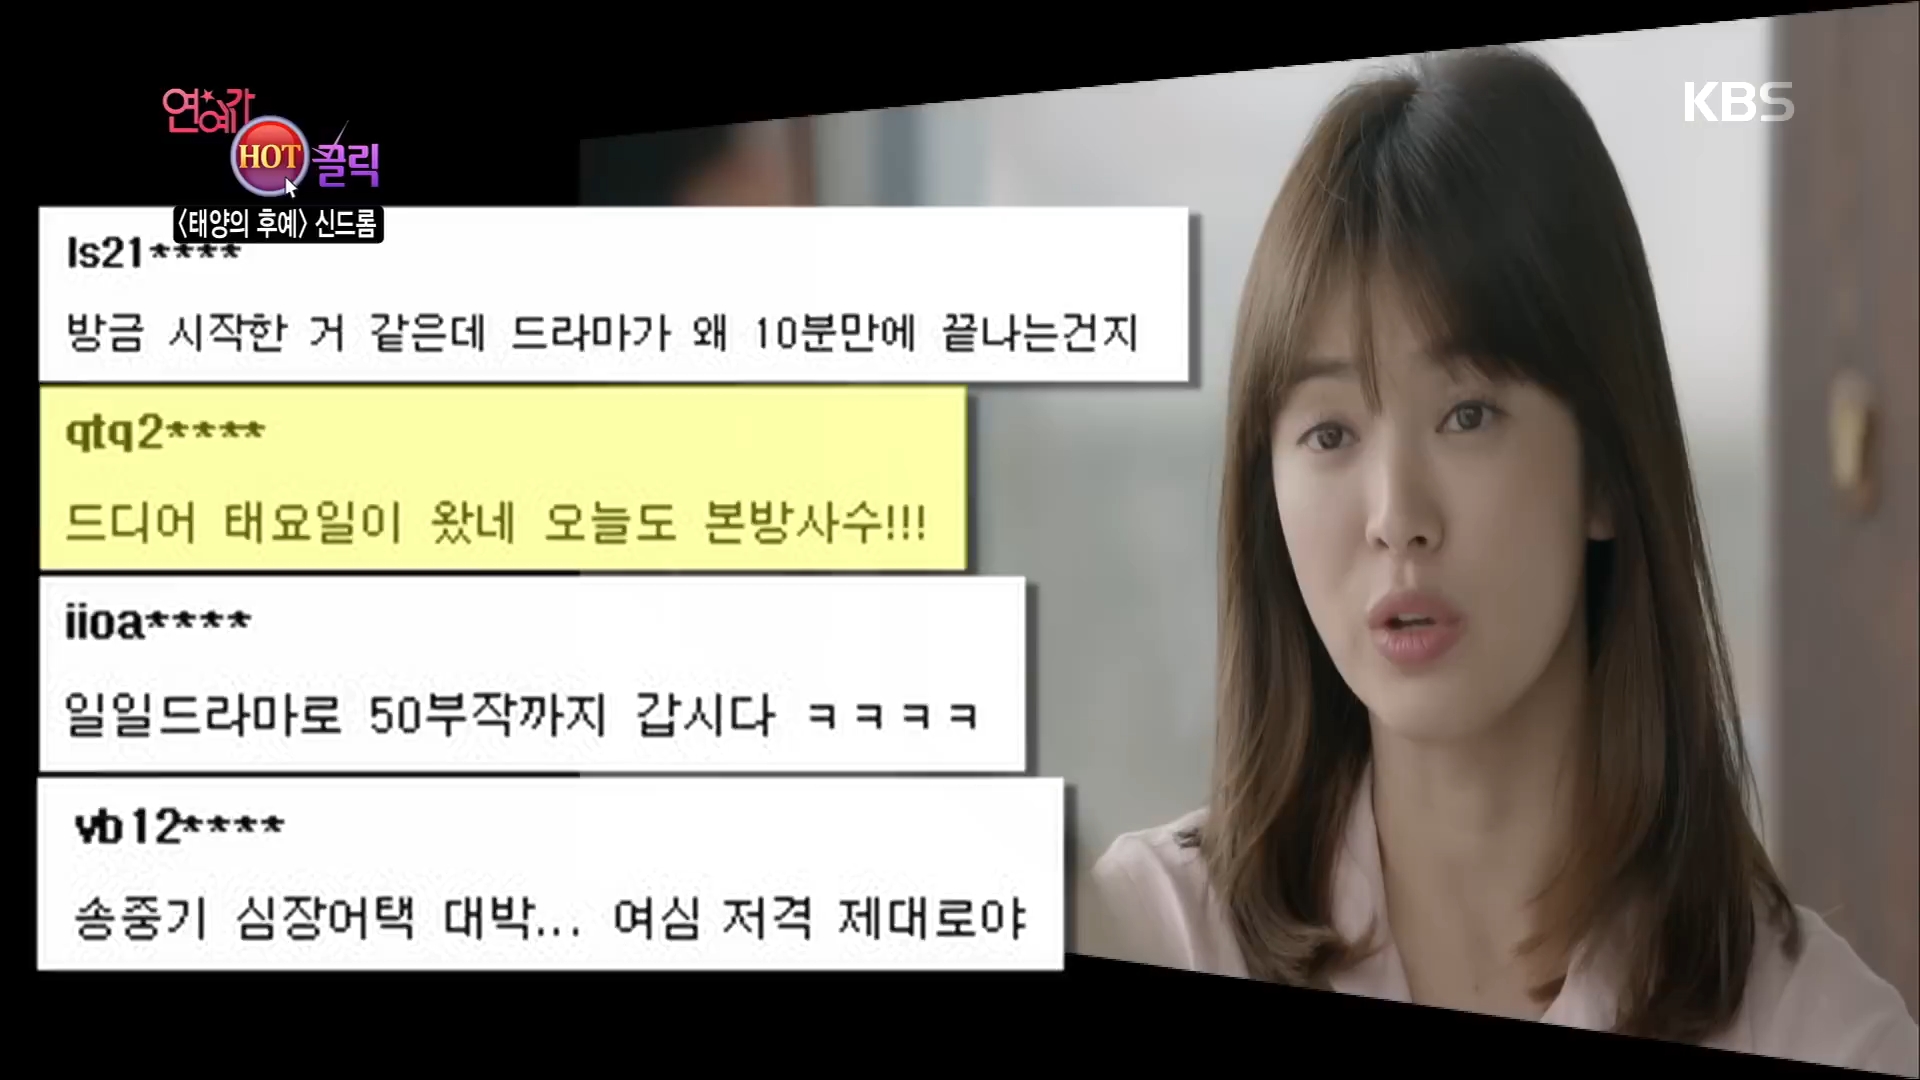 연예가
HOT 클릭
<태양의 후예> 신드롬
KBS
ls21****
방금 시작한 거 같은데 드라마가 왜 10분만에 끝나는건지
qtq2****
드디어 태요일이 왔네 오늘도 본방사수!!!
iioa****
일일드라마로 50부작까지 갑시다 ㅋㅋㅋㅋ
vb12****
송중기 심장어택 대박... 여심 저격 제대로야